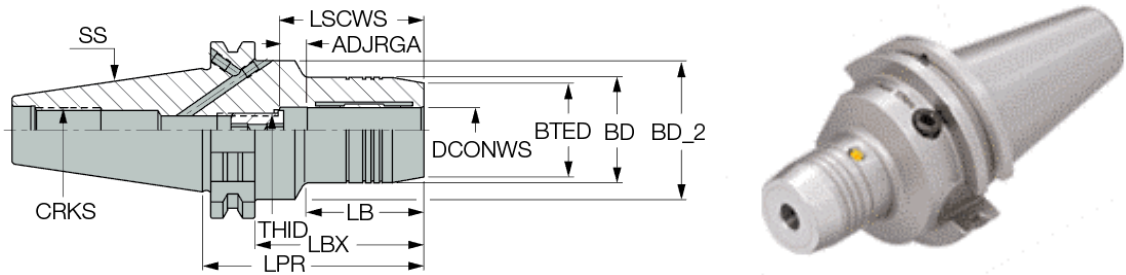 LSCWS
SS
ADJRGA
BTED
BD
BD_2
DCONWS
CRKS
THID
LB
LBX
LPR